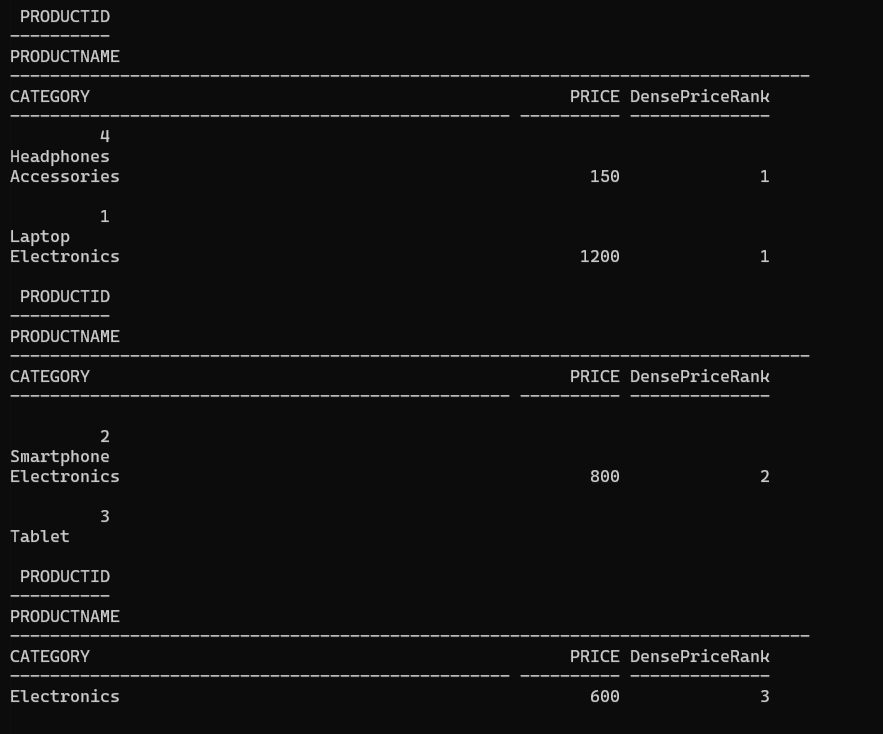 PRODUCTID
----------
PRODUCTNAME
--------------------------------------------------------------------------------
CATEGORY                                                PRICE DensePriceRank
-------------------------------------------------- ---------- --------------
         4
Headphones
Accessories                                               150              1
         1
Laptop
Electronics                                              1200              1
 PRODUCTID
----------
PRODUCTNAME
--------------------------------------------------------------------------------
CATEGORY                                                PRICE DensePriceRank
-------------------------------------------------- ---------- --------------
         2
Smartphone
Electronics                                               800              2
         3
Tablet
 PRODUCTID
----------
PRODUCTNAME
--------------------------------------------------------------------------------
CATEGORY                                                PRICE DensePriceRank
-------------------------------------------------- ---------- --------------
Electronics                                               600              3